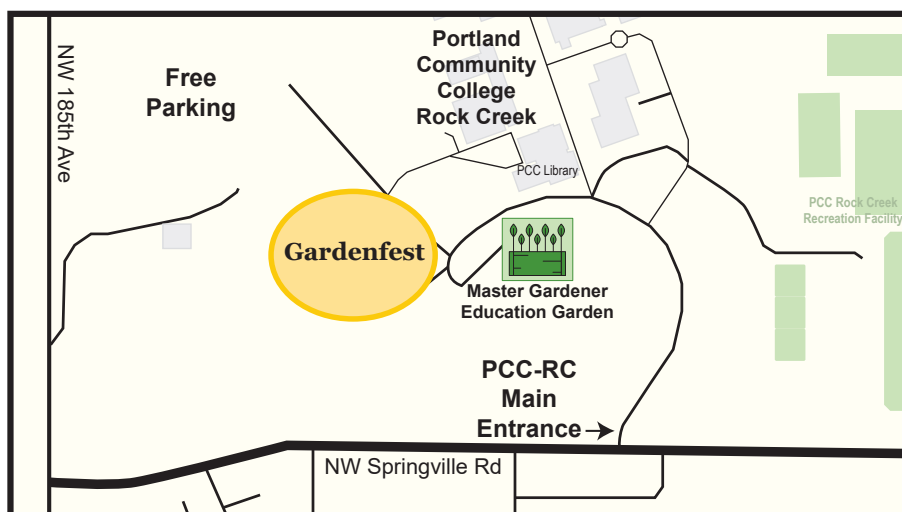 NW 185th Ave
Free
Parking
Portland
Community
College
Rock Creek
PCC Library
PCC Rock Creek
Recreation Facility
Gardenfest
Master Gardener
Education Garden
PCC-RC
Main
Entrance
NW Springville Rd